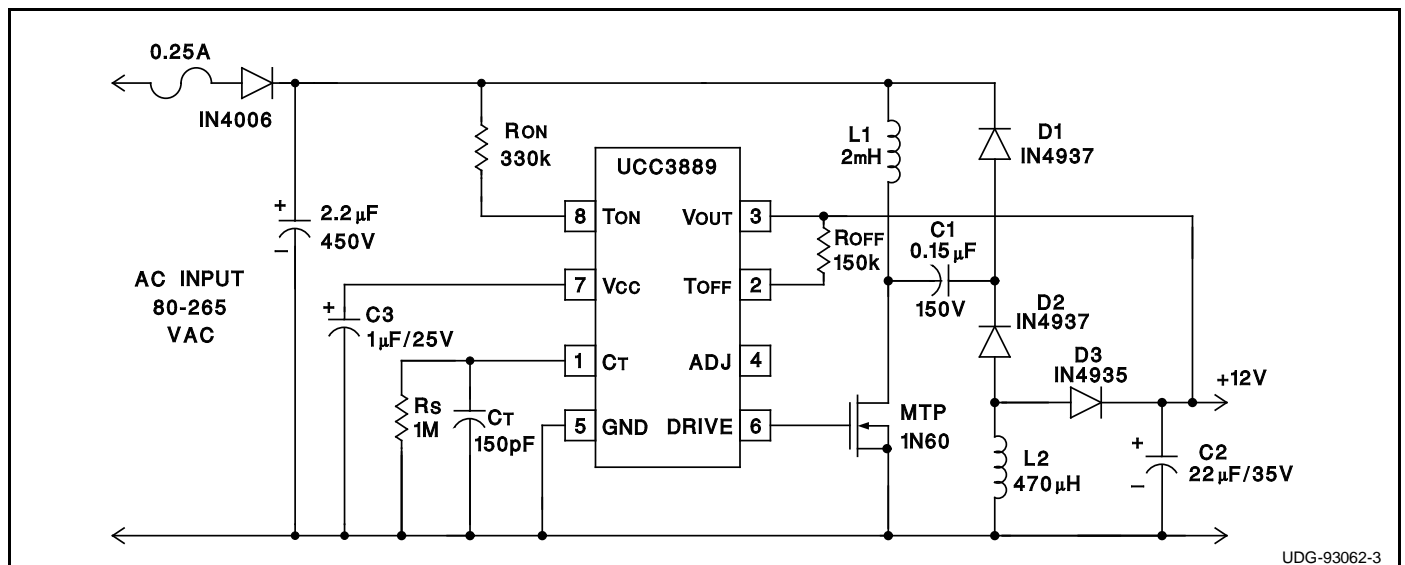 0.25A
IN4006
RON
330k
UCC3889
L1
2mH
D1
IN4937
+
2.2µF
450V
–
8 TON
VOUT 3
ROFF
150k
C1
0.15µF
150V
AC INPUT
80-265
VAC
7 VCC
TOFF 2
+
C3
1µF/25V
D2
IN4937
1 CT
ADJ 4
D3
IN4935
+12V
RS
1M
CT
150pF
5 GND
DRIVE 6
MTP
1N60
L2
470µH
+
C2
22µF/35V
–
UDG-93062-3